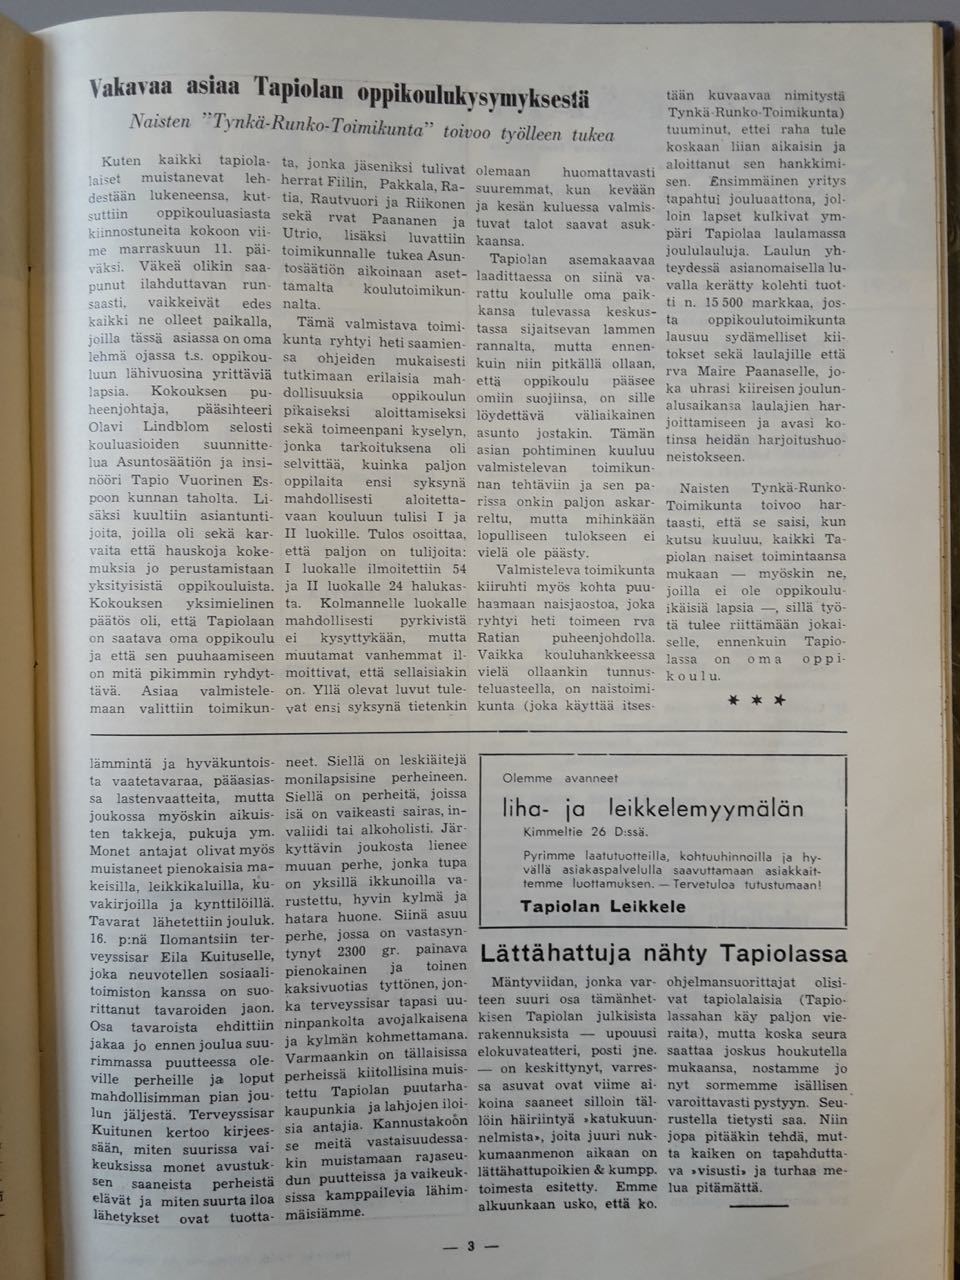 Vakavaa asiaa Tapiolan oppikoulukysymyksestä
Naisten "Tynkä-Runko-Toimikunta" toivoo työlleen tukea
Kuten kaikki tapiola-
laiset muistanevat leh-
destään lukeneensa, kut-
suttiin oppikouluasiasta
kiinnostuneita kokoon vii-
me marraskuun 11. päi-
väksi. Väkeä olikin saa-
punut ilahduttavan run-
saasti, vaikkeivät edes
kaikki ne olleet paikalla,
joilla tässä asiassa on oma
lehmä ojassa t.s. oppikou-
luun lähivuosina yrittäviä
lapsia. Kokouksen pu-
heenjohtaja, pääsihteeri
Olavi Lindblom selosti
kouluasioiden suunnitte-
lua Asuntosäätiön ja insi-
nööri Tapio Vuorinen Es-
poon kunnan taholta. Li-
säksi kuultiin asiantunti-
joita, joilla oli sekä kar-
vaita että hauskoja koke-
muksia jo perustamistaan
yksityisistä oppikouluista.
Kokouksen yksimielinen
päätös oli, että Tapiolaan
on saatava oma oppikoulu
ja että sen puuhaamiseen
on mitä pikimmin ryhdyt-
tävä. Asiaa valmistele-
maan valittiin toimikun-
ta, jonka jäseniksi tulivat
herrat Fiilin, Pakkala, Ra-
tia, Rautvuori ja Riikonen
sekä rvat Paananen ja
Utrio, lisäksi luvattiin
toimikunnalle tukea Asun-
tosäätiön aikoinaan aset-
tamalta koulutoimikun-
nalta.
Tämä valmistava toimi-
kunta ryhtyi heti saamien-
sa ohjeiden mukaisesti
tutkimaan erilaisia mah-
dollisuuksia oppikoulun
pikaiseksi aloittamiseksi
sekä toimeenpani kyselyn,
jonka tarkoituksena oli
selvittää, kuinka paljon
oppilaita ensi syksynä
mahdollisesti aloitetta-
vaan kouluun tulisi I ja
II luokille. Tulos osoittaa,
että paljon on tulijoita:
I luokalle ilmoitettiin 54
ja II luokalle 24 halukas-
ta. Kolmannelle luokalle
mahdollisesti pyrkivistä
ei kysyttykään, mutta
muutamat vanhemmat il-
moittivat, että sellaisiakin
on. Yllä olevat luvut tule-
vat ensi syksynä tietenkin
olemaan huomattavasti
suuremmat, kun kevään
ja kesän kuluessa valmis-
tuvat talot saavat asuk-
kaansa.
Tapiolan asemakaavaa
laadittaessa on siinä va-
rattu koululle oma paik-
kansa tulevassa keskus-
tassa sijaitsevan lammen
rannalta, mutta ennen-
kuin niin pitkällä ollaan,
että oppikoulu pääsee
omiin suojiinsa, on sille
löydettävä väliaikainen
asunto jostakin. Tämän
asian pohtiminen kuuluu
valmistelevan toimikun-
nan tehtäviin ja sen pa-
rissa onkin paljon askar-
reltu, mutta mihinkään
lopulliseen tulokseen ei
vielä ole päästy.
Valmisteleva toimikunta
kiiruhti myös kohta puu-
haamaan naisjaostoa, joka
ryhtyi heti toimeen rva
Ratian puheenjohdolla.
Vaikka kouluhankkeessa
vielä ollaankin tunnus-
teluasteella, on naistoimi-
kunta (joka käyttää itses-
tään kuvaavaa nimitystä
Tynkä-Runko-Toimikunta)
tuuminut, ettei raha tule
koskaan liian aikaisin ja
aloittanut sen hankkimi-
sen. Ensimmäinen yritys
tapahtui jouluaattona, jol-
loin lapset kulkivat ym-
päri Tapiolaa laulamassa
joululauluja. Laulun yh-
teydessä asianomaisella lu-
valla kerätty kolehti tuot-
ti n. 15 500 markkaa, jos-
ta oppikoulutoimikunta
lausuu sydämelliset kii-
tokset sekä laulajille että
rva Maire Paanaselle, jo-
ka uhrasi kiireisen joulun-
alusaikansa laulajien har-
joittamiseen ja avasi ko-
tinsa heidän harjoitushuo-
neistokseen.
Naisten Tynkä-Runko-
Toimikunta toivoo har-
taasti, että se saisi, kun
kutsu kuuluu, kaikki Ta-
piolan naiset toimintaansa
mukaan — myöskin ne,
joilla ei ole oppikoulu-
ikäisiä lapsia —, sillä työ-
tä tulee riittämään jokai-
selle, ennenkuin Tapio-
lassa on oma oppi-
koulu.
* * *
lämmintä ja hyväkuntois-
ta vaatetavaraa, pääasias-
sa lastenvaatteita, mutta
joukossa myöskin aikuis-
ten takkeja, pukuja ym.
Monet antajat olivat myös
muistaneet pienokaisia ma-
keisilla, leikkikaluilla, ku-
vakirjoilla ja kynttilöillä.
Tavarat lähetettiin jouluk.
16. p:nä Ilomantsiin ter-
veyssisar Eila Kuituselle,
joka neuvotellen sosiaali-
toimiston kanssa on suo-
rittanut tavaroiden jaon.
Osa tavaroista ehdittiin
jakaa jo ennen joulua suu-
rimmassa puutteessa ole-
ville perheille ja loput
mahdollisimman pian jou-
lun jäljestä. Terveyssisar
Kuitunen kertoo kirjees-
sään, miten suurissa vai-
keuksissa monet avustuk-
sen saaneista perheistä
elävät ja miten suurta iloa
lähetykset ovat tuotta-
neet. Siellä on leskiäitejä
monilapsisine perheineen.
Siellä on perheitä, joissa
isä on vaikeasti sairas, in-
valiidi tai alkoholisti. Jär-
kyttävin joukosta lienee
muuan perhe, jonka tupa
on yksillä ikkunoilla va-
rustettu, hyvin kylmä ja
hatara huone. Siinä asuu
perhe, jossa on vastasyn-
tynyt 2300 gr. painava
pienokainen ja toinen
kaksivuotias tyttönen, jon-
ka terveyssisar tapasi uu-
ninpankolta avojalkaisena
ja kylmän kohmettamana.
Varmaankin on tällaisissa
perheissä kiitollisina muis-
tettu Tapiolan puutarha-
kaupunkia ja lahjojen iloi-
sia antajia. Kannustakoon
se meitä vastaisuudessa-
kin muistamaan rajaseu-
dun puutteissa ja vaikeuk-
sissa kamppailevia lähim-
mäisiämme.
Olemme avanneet
liha- ja leikkelemyymälän
Kimmeltie 26 D:ssä.
Pyrimme laatutuotteilla, kohtuuhinnoilla ja hy-
vällä asiakaspalvelulla saavuttamaan asiakkait-
temme luottamuksen. — Tervetuloa tutustumaan!
Tapiolan Leikkele
Lättähattuja nähty Tapiolassa
Mäntyviidan, jonka var-
teen suuri osa tämänhet-
kisen Tapiolan julkisista
rakennuksista — upouusi
elokuvateatteri, posti jne.
— on keskittynyt, varres-
sa asuvat ovat viime ai-
koina saaneet silloin täl-
löin häiriintyä »katukuun-
nelmista», joita juuri nuk-
kumaanmenon aikaan on
lättähattupoikien & kumpp.
toimesta esitetty. Emme
alkuunkaan usko, että ko.
ohjelmansuorittajat olisi-
vat tapiolalaisia (Tapio-
lassahan käy paljon vie-
raita), mutta koska seura
saattaa joskus houkutella
mukaansa, nostamme jo
nyt sormemme isällisen
varoittavasti pystyyn. Seu-
rustella tietysti saa. Niin
jopa pitääkin tehdä, mut-
ta kaiken on tapahdutta-
va »visusti» ja turhaa me-
lua pitämättä.
— 3 —